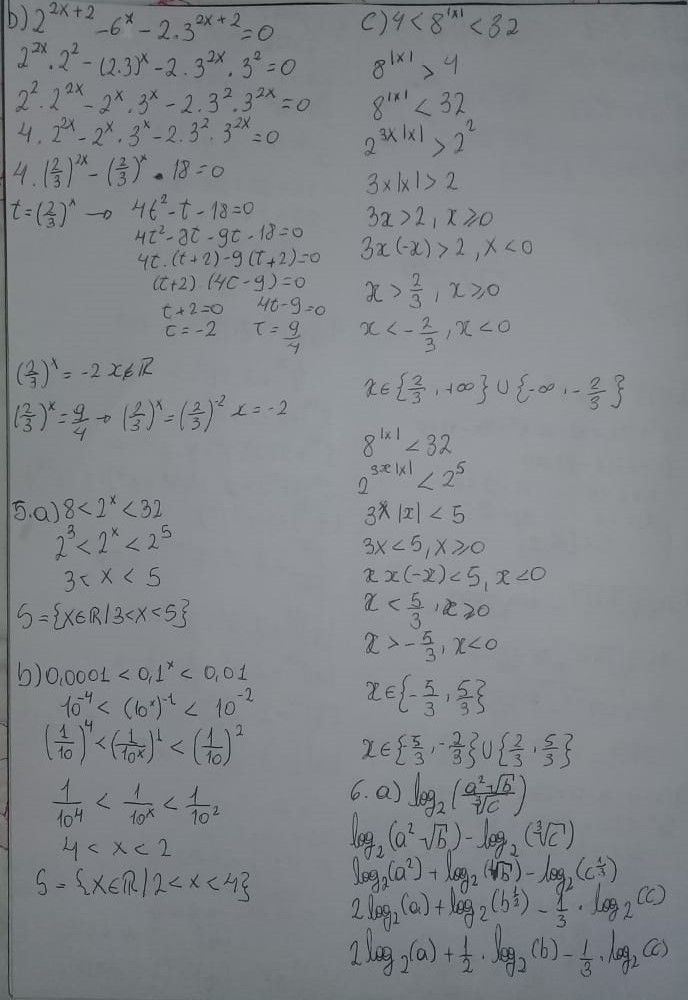 b) 2^{2x+2} - 6^x - 2.3^{2x+2} = 0
2^{2x} . 2^2 - (2.3)^x - 2.3^{2x} . 3^2 = 0
2^2 . 2^{2x} - 2^x . 3^x - 2.3^2 . 3^{2x} = 0
4 . 2^{2x} - 2^x . 3^x - 2.3^2 . 3^{2x} = 0
4 . (2/3)^{2x} - (2/3)^x . 18 = 0
t = (2/3)^x → 4t^2 - t - 18 = 0
4t^2 - 8t - 9t - 18 = 0
4t . (t+2) - 9(t+2) = 0
(t+2) (4t - 9) = 0
t+2=0 4t-9=0
t = -2 t = 9/4
(2/3)^x = -2 x∉R
(2/3)^x = 9/4 → (2/3)^x = (2/3)^{-2} x = -2
5. a) 8 < 2^x < 32
2^3 < 2^x < 2^5
3 < x < 5
S = {x∈R / 3<x<5}
b) 0,0001 < 0,1^x < 0,01
10^{-4} < (10^x)^{-1} < 10^{-2}
(1/10)^4 < (1/10^x)^1 < (1/10)^2
1/10^4 < 1/10^x < 1/10^2
4 < x < 2
S = {x∈R / 2 < x < 4}
c) 4 < 8^{|x|} < 32
8^{|x|} > 4
8^{|x|} < 32
2^{3x|x|} > 2^2
3x|x| > 2
3x > 2, x ≥ 0
3x(-x) > 2, x < 0
x > 2/3, x ≥ 0
x < -2/3, x < 0
x∈{2/3, +∞} ∪ {-∞, -2/3}
8^{|x|} < 32
2^{3x|x|} < 2^5
3x |x| < 5
3x < 5, x ≥ 0
x x(-x) < 5, x < 0
x < 5/3, x ≥ 0
x > -5/3, x < 0
x∈{-5/3, 5/3}
x∈{-5/3, -2/3} ∪ {2/3, 5/3}
6. a) log_2 (a^2 √b / ∛c)
log_2 (a^2 √b) - log_2 (∛c)
log_2(a^2) + log_2(√b) - log_2(c^{1/3})
2 log_2(a) + log_2(b^{1/2}) - 1/3 . log_2(c)
2 log_2(a) + 1/2 . log_2(b) - 1/3 . log_2(c)